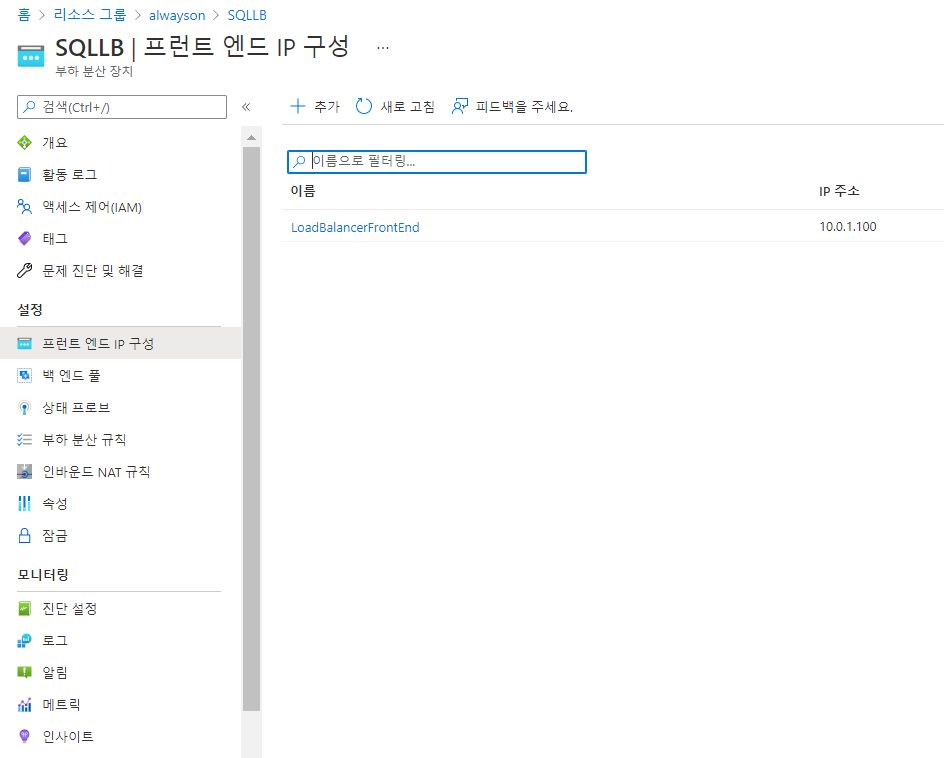 홈 > 리소스 그룹 > alwayson > SQLLB
SQLLB | 프런트 엔드 IP 구성 ...
부하 분산 장치
검색(Ctrl+/)
«
개요
활동 로그
액세스 제어(IAM)
태그
문제 진단 및 해결
설정
프런트 엔드 IP 구성
백 엔드 풀
상태 프로브
부하 분산 규칙
인바운드 NAT 규칙
속성
잠금
모니터링
진단 설정
로그
알림
메트릭
인사이트
추가 새로 고침 피드백을 주세요.
이름으로 필터링...
이름 IP 주소
LoadBalancerFrontEnd 10.0.1.100